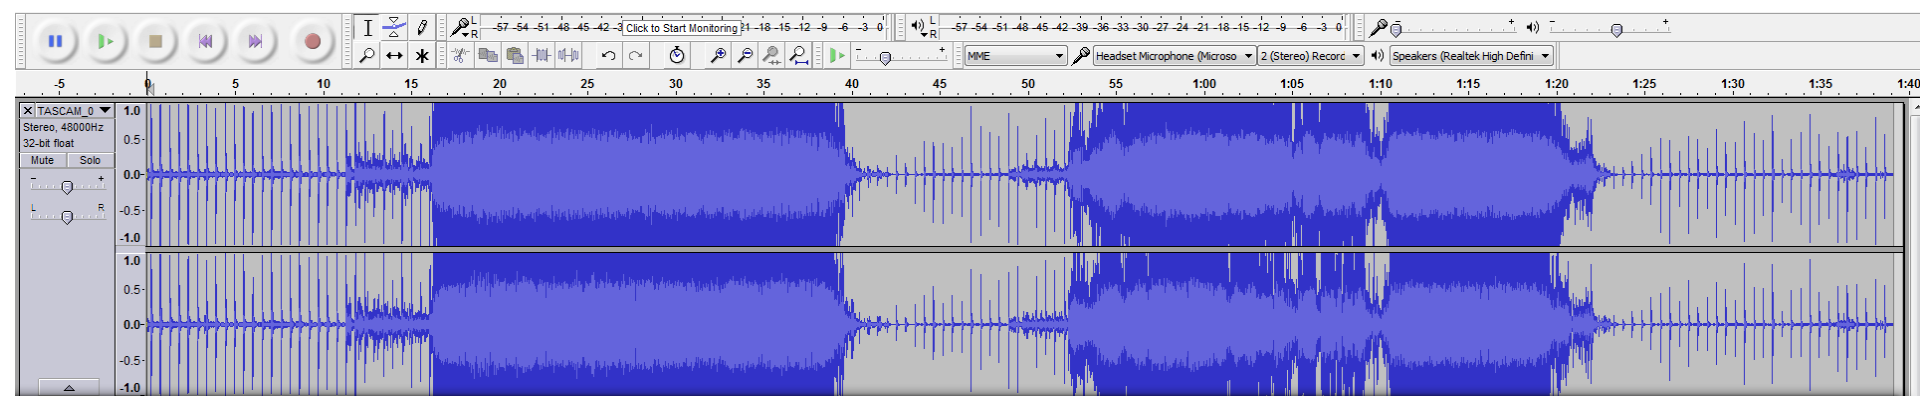 L
R
-57 -54 -51 -48 -45 -42 -3
Click to Start Monitoring
21 -18 -15 -12 -9 -6 -3 0
L
R
-57 -54 -51 -48 -45 -42 -39 -36 -33 -30 -27 -24 -21 -18 -15 -12 -9 -6 -3 0
- +
- +
- +
MME
Headset Microphone (Microso
2 (Stereo) Record
Speakers (Realtek High Defini
-5 0 5 10 15 20 25 30 35 40 45 50 55 1:00 1:05 1:10 1:15 1:20 1:25 1:30 1:35 1:40
X TASCAM_0
Stereo, 48000Hz
32-bit float
Mute Solo
- +
L R
1.0
0.5-
0.0-
-0.5-
-1.0
1.0
0.5-
0.0-
-0.5-
-1.0